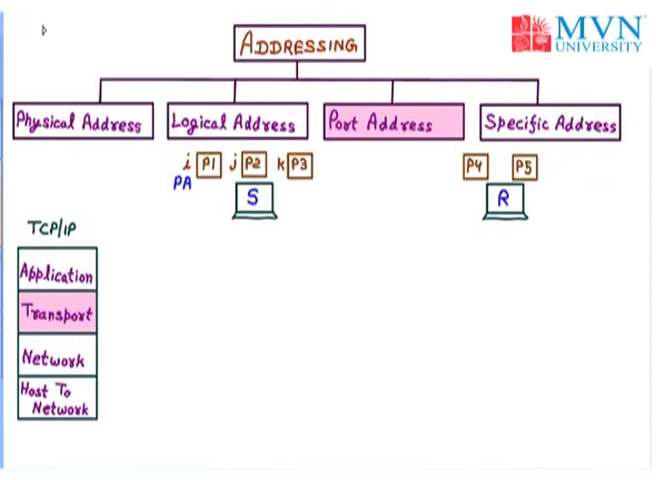 MVN
UNIVERSITY
ADDRESSING
Physical Address
Logical Address
Port Address
Specific Address
i P1 j P2 k P3
P4 P5
PA
S
R
TCP/IP
Application
Transport
Network
Host To
Network